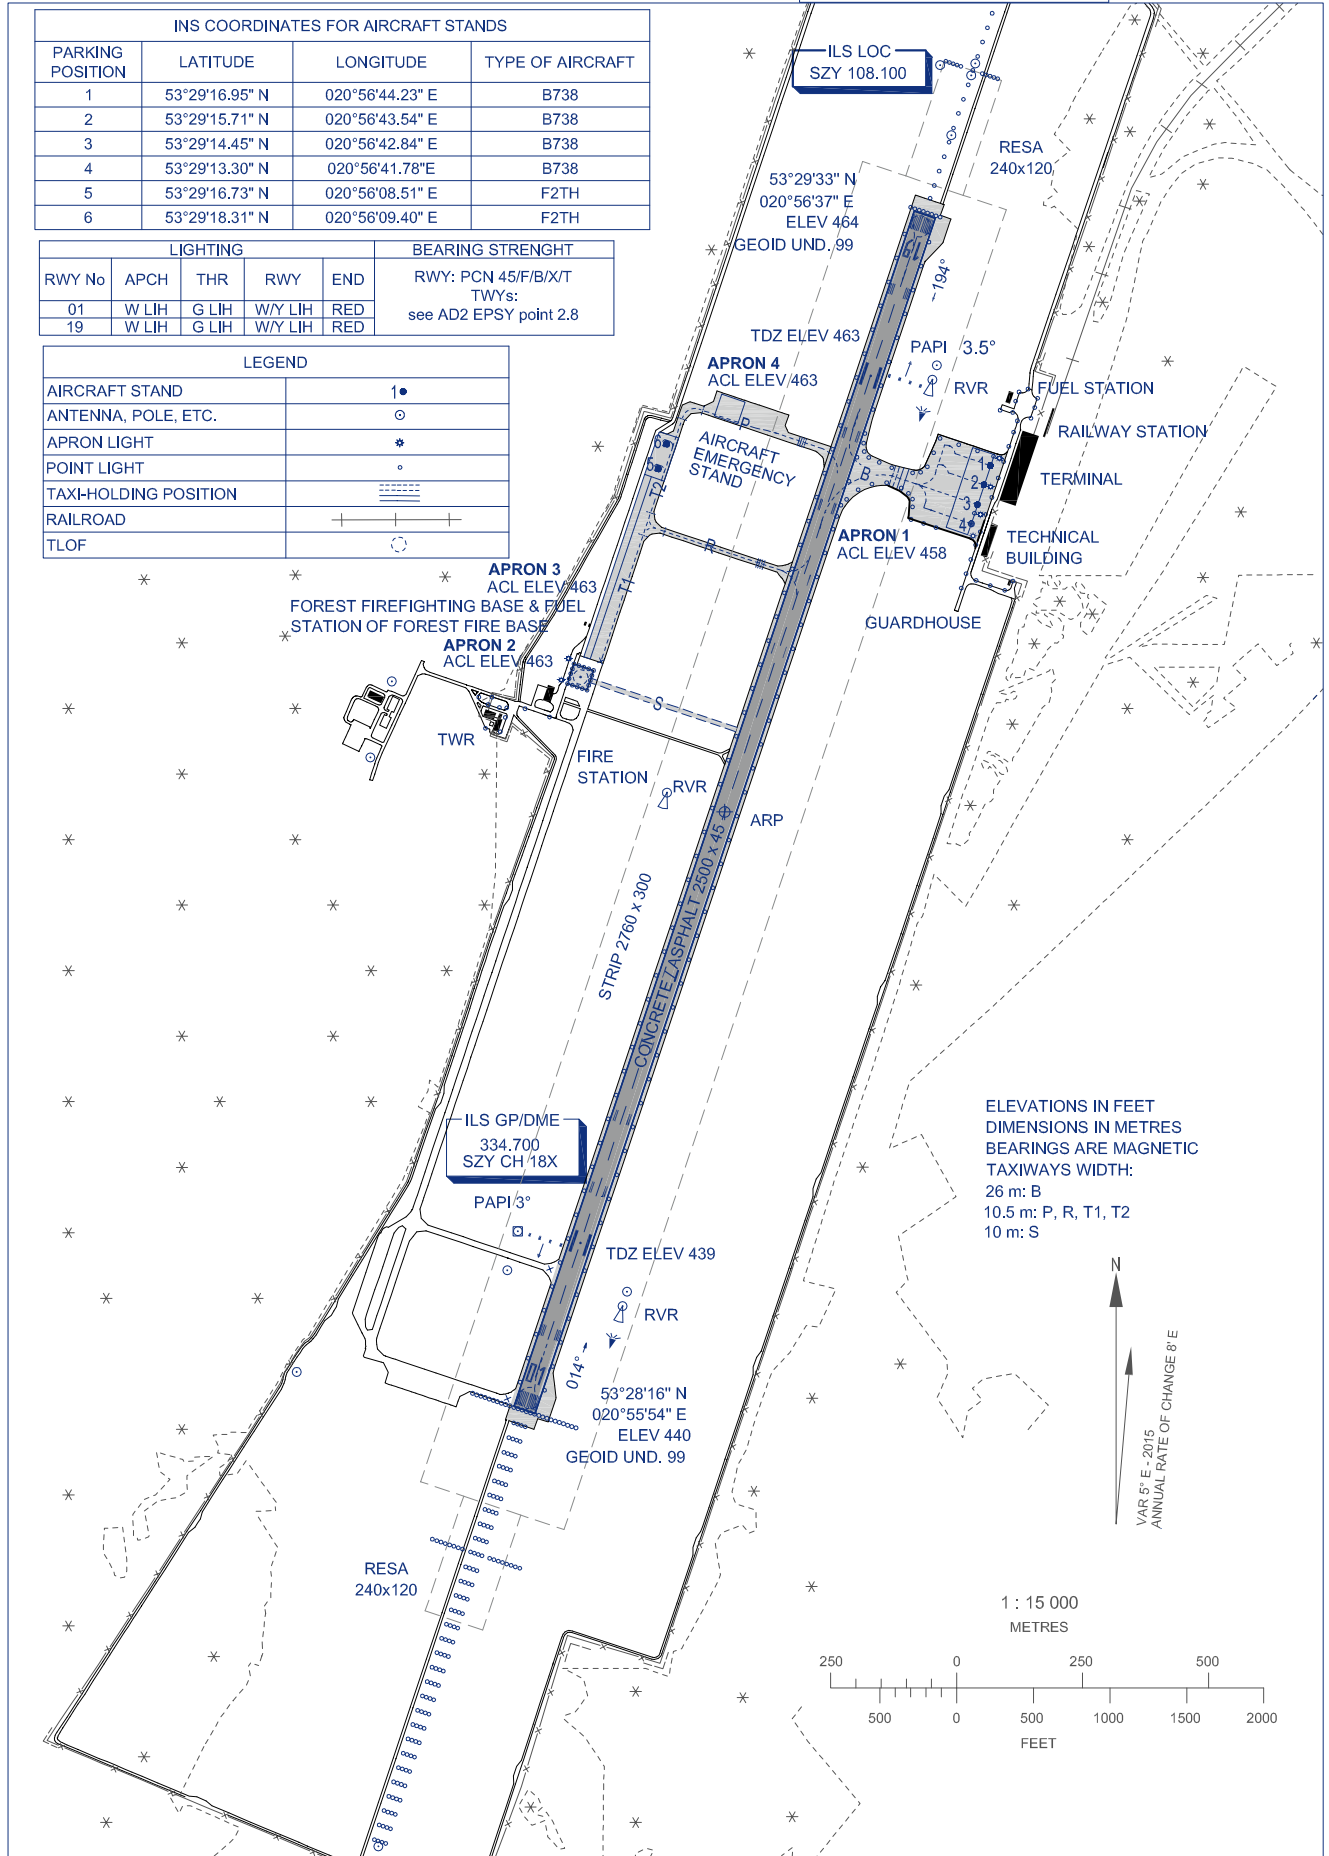 INS COORDINATES FOR AIRCRAFT STANDS
PARKING POSITION LATITUDE LONGITUDE TYPE OF AIRCRAFT
1 53°29'16.95" N 020°56'44.23" E B738
2 53°29'15.71" N 020°56'43.54" E B738
3 53°29'14.45" N 020°56'42.84" E B738
4 53°29'13.30" N 020°56'41.78"E B738
5 53°29'16.73" N 020°56'08.51" E F2TH
6 53°29'18.31" N 020°56'09.40" E F2TH
LIGHTING BEARING STRENGHT
RWY No APCH THR RWY END
01 W LIH G LIH W/Y LIH RED
19 W LIH G LIH W/Y LIH RED
RWY: PCN 45/F/B/X/T
TWYs:
see AD2 EPSY point 2.8
LEGEND
AIRCRAFT STAND 1
ANTENNA, POLE, ETC.
APRON LIGHT
POINT LIGHT
TAXI-HOLDING POSITION
RAILROAD
TLOF
ILS LOC
SZY 108.100
RESA
240x120
53°29'33" N
020°56'37" E
ELEV 464
GEOID UND. 99
19
194°
TDZ ELEV 463
PAPI 3.5°
RVR
APRON 4
ACL ELEV 463
FUEL STATION
RAILWAY STATION
TERMINAL
TECHNICAL
BUILDING
GUARDHOUSE
P
AIRCRAFT
EMERGENCY
STAND
6
5
T2
B
1
2
3
4
APRON 1
ACL ELEV 458
R
T1
APRON 3
ACL ELEV 463
FOREST FIREFIGHTING BASE & FUEL
STATION OF FOREST FIRE BASE
APRON 2
ACL ELEV 463
S
TWR
FIRE
STATION
RVR
ARP
STRIP 2760 x 300
CONCRETE / ASPHALT 2500 x 45
ILS GP/DME
334.700
SZY CH 18X
PAPI 3°
TDZ ELEV 439
RVR
01
014°
53°28'16" N
020°55'54" E
ELEV 440
GEOID UND. 99
RESA
240x120
ELEVATIONS IN FEET
DIMENSIONS IN METRES
BEARINGS ARE MAGNETIC
TAXIWAYS WIDTH:
26 m: B
10.5 m: P, R, T1, T2
10 m: S
N
VAR 5° E - 2015
ANNUAL RATE OF CHANGE 8' E
1 : 15 000
METRES
250 0 250 500
500 0 500 1000 1500 2000
FEET